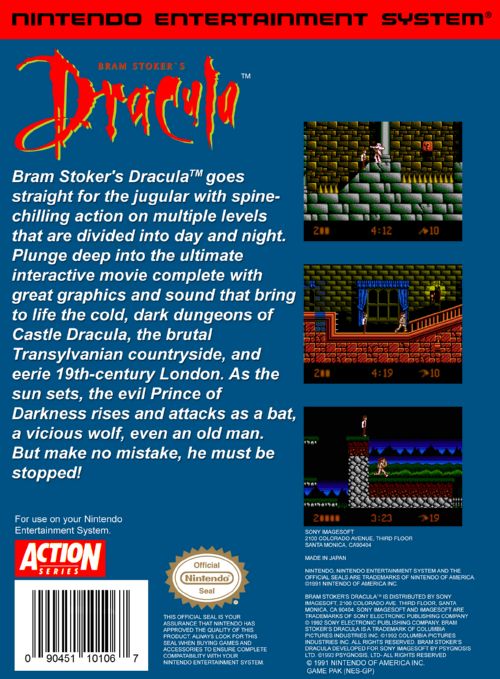 NINTENDO ENTERTAINMENT SYSTEM®
BRAM STOKER'S
Dracula™
Bram Stoker's Dracula™ goes
straight for the jugular with spine-
chilling action on multiple levels
that are divided into day and night.
Plunge deep into the ultimate
interactive movie complete with
great graphics and sound that bring
to life the cold, dark dungeons of
Castle Dracula, the brutal
Transylvanian countryside, and
eerie 19th-century London. As the
sun sets, the evil Prince of
Darkness rises and attacks as a bat,
a vicious wolf, even an old man.
But make no mistake, he must be
stopped!
200 4:12 10
200 4:19 10
20000 3:23 19
For use on your Nintendo
Entertainment System.
ACTION
SERIES
0 90451 10106 7
Official
Nintendo®
Seal
THIS OFFICIAL SEAL IS YOUR
ASSURANCE THAT NINTENDO HAS
APPROVED THE QUALITY OF THIS
PRODUCT. ALWAYS LOOK FOR THIS
SEAL WHEN BUYING GAMES AND
ACCESSORIES TO ENSURE COMPLETE
COMPATIBILITY WITH YOUR
NINTENDO ENTERTAINMENT SYSTEM.
SONY IMAGESOFT
2100 COLORADO AVENUE, THIRD FLOOR
SANTA MONICA, CA90404
MADE IN JAPAN
NINTENDO, NINTENDO ENTERTAINMENT SYSTEM AND THE
OFFICIAL SEALS ARE TRADEMARKS OF NINTENDO OF AMERICA
©1991 NINTENDO OF AMERICA INC.
BRAM STOKER'S DRACULA™ IS DISTRIBUTED BY SONY
IMAGESOFT, 2100 COLORADO AVE. THIRD FLOOR, SANTA
MONICA, CA 90404. SONY IMAGESOFT AND IMAGESOFT ARE
TRADEMARKS OF SONY ELECTRONIC PUBLISHING COMPANY
© 1992 SONY ELECTRONIC PUBLISHING COMPANY. BRAM
STOKER'S DRACULA IS A TRADEMARK OF COLUMBIA
PICTURES INDUSTRIES INC. ©1992 COLUMBIA PICTURES
INDUSTRIES INC. ALL RIGHTS RESERVED. BRAM STOKER'S
DRACULA DEVELOPED FOR SONY IMAGESOFT BY PSYGNOSIS
LTD. ©1993 PSYGNOSIS, LTD. ALL RIGHTS RESERVED
© 1991 NINTENDO OF AMERICA INC.
GAME PAK (NES-GP)